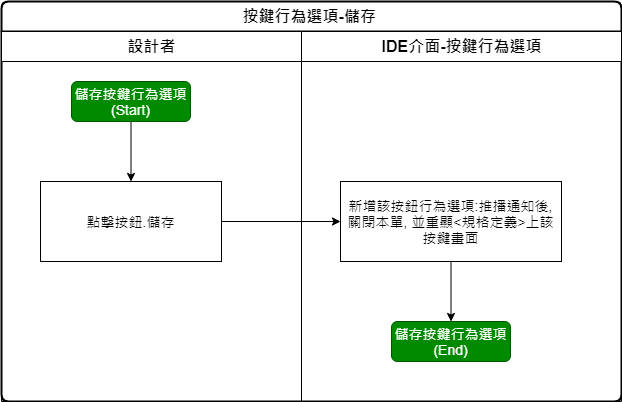 按鍵行為選項-儲存
設計者
IDE介面-按鍵行為選項
儲存按鍵行為選項
(Start)
點擊按鈕.儲存
新增該按鈕行為選項:推播通知後,
關閉本單, 並重顯<規格定義>上該
按鍵畫面
儲存按鍵行為選項
(End)